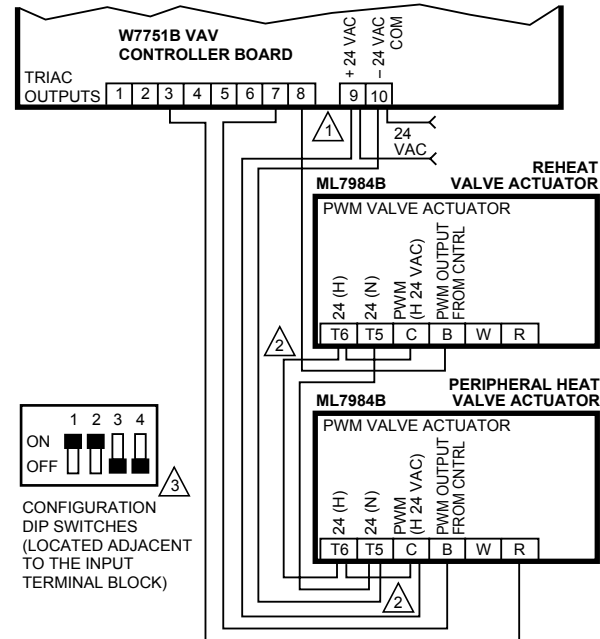 W7751B VAV
CONTROLLER BOARD
TRIAC
OUTPUTS 1 2 3 4 5 6 7 8 9 10
+ 24 VAC
– 24 VAC
COM
1
24
VAC
REHEAT
ML7984B VALVE ACTUATOR
PWM VALVE ACTUATOR
24 (H)
24 (N)
PWM
(H 24 VAC)
PWM OUTPUT
FROM CNTRL
T6 T5 C B W R
2
PERIPHERAL HEAT
ML7984B VALVE ACTUATOR
PWM VALVE ACTUATOR
24 (H)
24 (N)
PWM
(H 24 VAC)
PWM OUTPUT
FROM CNTRL
T6 T5 C B W R
2
1 2 3 4
ON
OFF
3
CONFIGURATION
DIP SWITCHES
(LOCATED ADJACENT
TO THE INPUT
TERMINAL BLOCK)